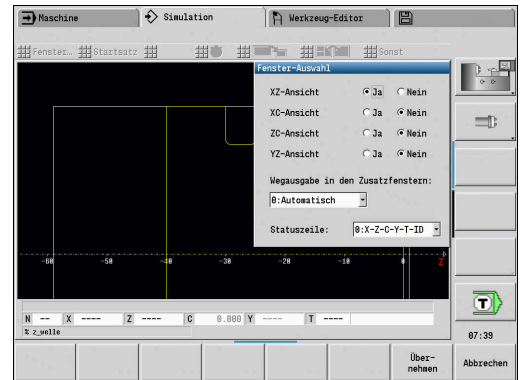 Maschine
Simulation
Werkzeug-Editor
Fenster... Startsatz Sonst
Fenster-Auswahl
XZ-Ansicht Ja Nein
XC-Ansicht Ja Nein
ZC-Ansicht Ja Nein
YZ-Ansicht Ja Nein
Wegausgabe in den Zusatzfenstern:
0:Automatisch
Statuszeile: 0:X-Z-C-Y-T-ID
-60 -50 -40 -30 -20 -10 0 Z
T
N -- X ---- Z ---- C 0.000 Y ---- T ----
% z_welle
07:39
Über-
nehmen
Abbrechen